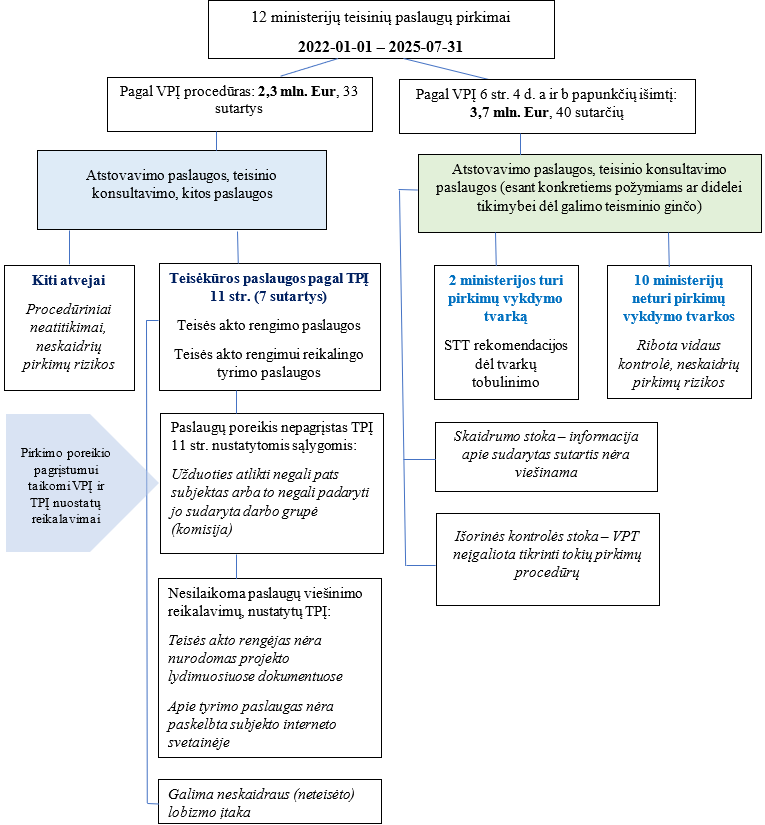 12 ministerijų teisinių paslaugų pirkimai
2022-01-01 – 2025-07-31
Pagal VPĮ procedūras: 2,3 mln. Eur, 33
sutartys
Pagal VPĮ 6 str. 4 d. a ir b papunkčių išimtį:
3,7 mln. Eur, 40 sutarčių
Atstovavimo paslaugos, teisinio
konsultavimo, kitos paslaugos
Atstovavimo paslaugos, teisinio konsultavimo
paslaugos (esant konkretiems požymiams ar didelei
tikimybei dėl galimo teisminio ginčo)
Kiti atvejai
Procedūriniai
neatitikimai,
neskaidrių
pirkimų rizikos
Teisėkūros paslaugos pagal TPĮ
11 str. (7 sutartys)
Teisės akto rengimo paslaugos
Teisės akto rengimui reikalingo
tyrimo paslaugos
2 ministerijos turi
pirkimų vykdymo
tvarką
STT rekomendacijos
dėl tvarkų
tobulinimo
10 ministerijų
neturi pirkimų
vykdymo tvarkos
Ribota vidaus
kontrolė, neskaidrių
pirkimų rizikos
Pirkimo poreikio
pagrįstumui
taikomi VPĮ ir
TPĮ nuostatų
reikalavimai
Paslaugų poreikis nepagrįstas TPĮ
11 str. nustatytomis sąlygomis:
Užduoties atlikti negali pats
subjektas arba to negali padaryti
jo sudaryta darbo grupė
(komisija)
Skaidrumo stoka – informacija
apie sudarytas sutartis nėra
viešinama
Išorinės kontrolės stoka – VPT
neįgaliota tikrinti tokių pirkimų
procedūrų
Nesilaikoma paslaugų viešinimo
reikalavimų, nustatytų TPĮ:
Teisės akto rengėjas nėra
nurodomas projekto
lydimuosiuose dokumentuose
Apie tyrimo paslaugas nėra
paskelbta subjekto interneto
svetainėje
Galima neskaidraus (neteisėto)
lobizmo įtaka